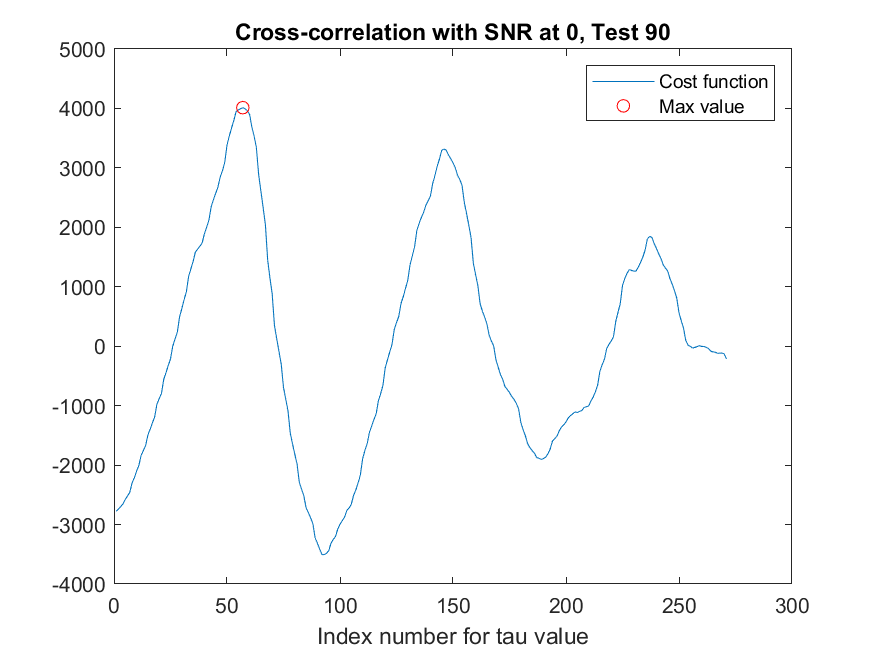 Cross-correlation with SNR at 0, Test 90
5000
4000
3000
2000
1000
0
-1000
-2000
-3000
-4000
Cost function
Max value
0 50 100 150 200 250 300
Index number for tau value